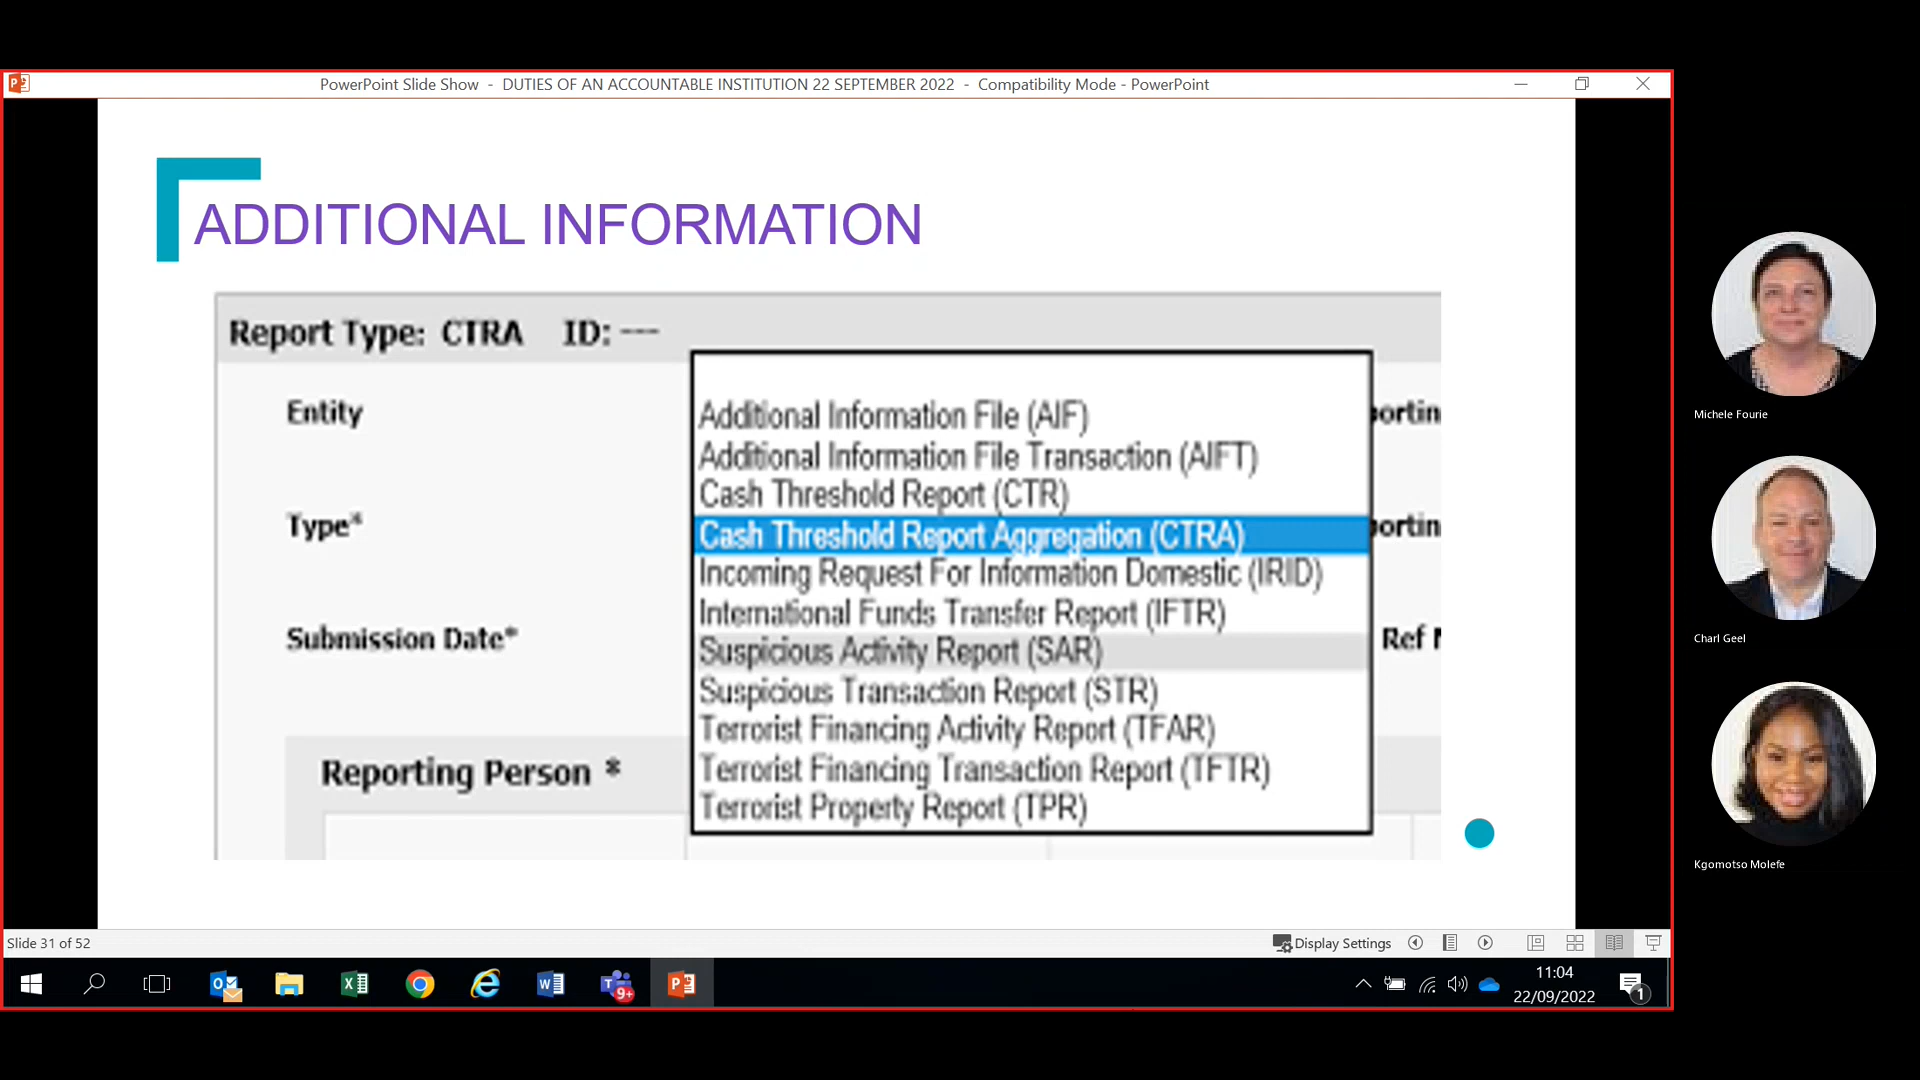 PowerPoint Slide Show - DUTIES OF AN ACCOUNTABLE INSTITUTION 22 SEPTEMBER 2022 - Compatibility Mode - PowerPoint
ADDITIONAL INFORMATION
Report Type: CTRA ID: ---
Entity
Type*
Submission Date*
Reporting Person *
Additional Information File (AIF)
Additional Information File Transaction (AIFT)
Cash Threshold Report (CTR)
Cash Threshold Report Aggregation (CTRA)
Incoming Request For Information Domestic (IRID)
International Funds Transfer Report (IFTR)
Suspicious Activity Report (SAR)
Suspicious Transaction Report (STR)
Terrorist Financing Activity Report (TFAR)
Terrorist Financing Transaction Report (TFTR)
Terrorist Property Report (TPR)
Ref
Michele Fourie
Charl Geel
Kgomotso Molefe
Slide 31 of 52
Display Settings
9+
11:04
22/09/2022
1